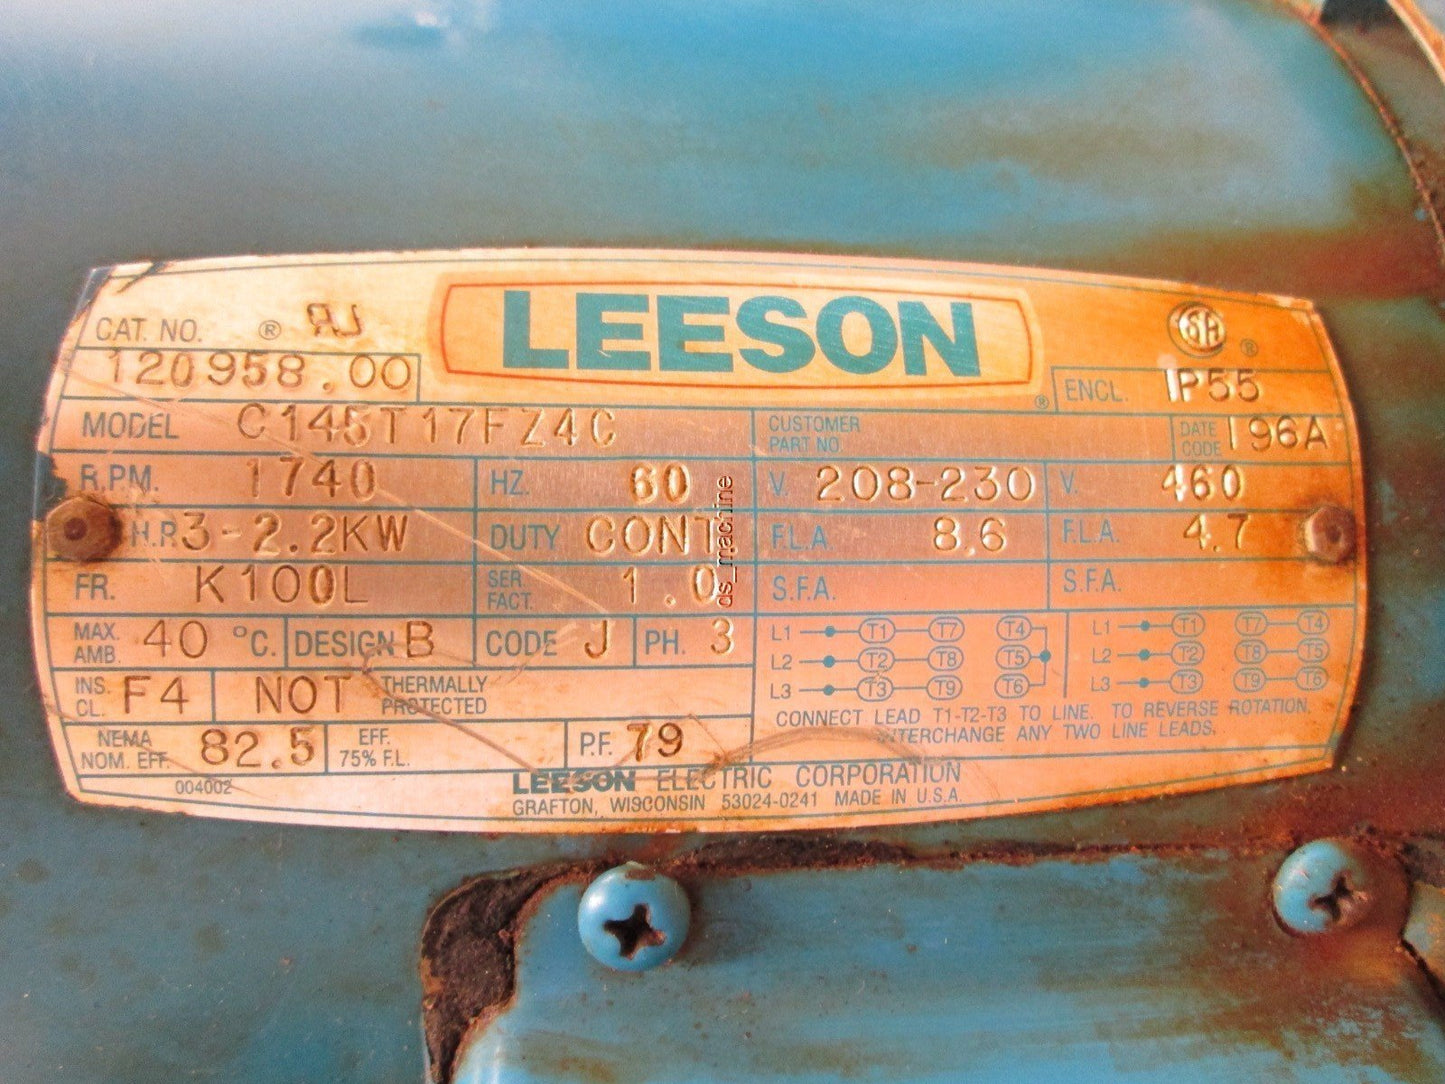 LEESON ®
CAT. NO. ®
120958.00
ENCL. IP55
MODEL C145T17FZ4C
CUSTOMER PART NO.
DATE CODE 196A
R.P.M. 1740 HZ. 60 V. 208-230 V. 460
H.P. 3-2.2KW DUTY CONT F.L.A. 8.6 F.L.A. 4.7
FR. K100L SER. FACT. 1.0 S.F.A. S.F.A.
MAX. AMB. 40 °C. DESIGN B CODE J PH. 3
L1 T1 T7 T4 L1 T1 T7 T4
L2 T2 T8 T5 L2 T2 T8 T5
L3 T3 T9 T6 L3 T3 T9 T6
INS. CL. F4 NOT THERMALLY PROTECTED
CONNECT LEAD T1-T2-T3 TO LINE. TO REVERSE ROTATION,
INTERCHANGE ANY TWO LINE LEADS.
NEMA NOM. EFF. 82.5 EFF. 75% F.L. P.F. 79
004002
LEESON ELECTRIC CORPORATION
GRAFTON, WISCONSIN 53024-0241 MADE IN U.S.A.
ds_machine